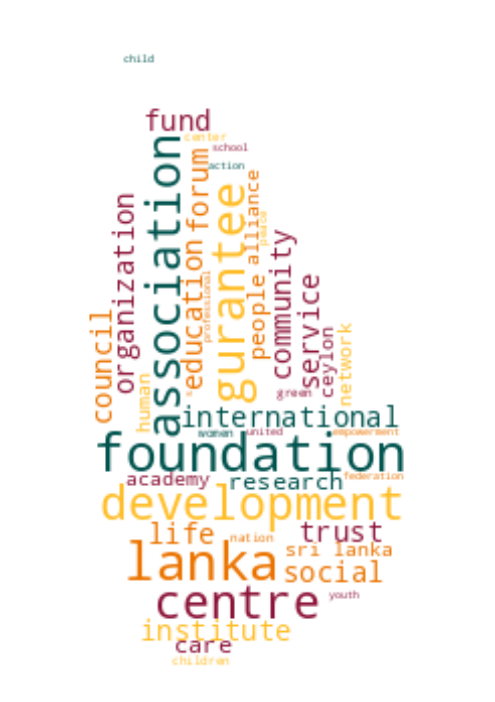 child
fund
center
school
action
association
forum
education
gurantee
alliance
peace
people
professional
organization
community
service
ceylon
network
council
human
green
international
women
united
empowerment
foundation
academy
research
federation
development
life
nation
trust
lanka
sri lanka
social
centre
youth
institute
care
children